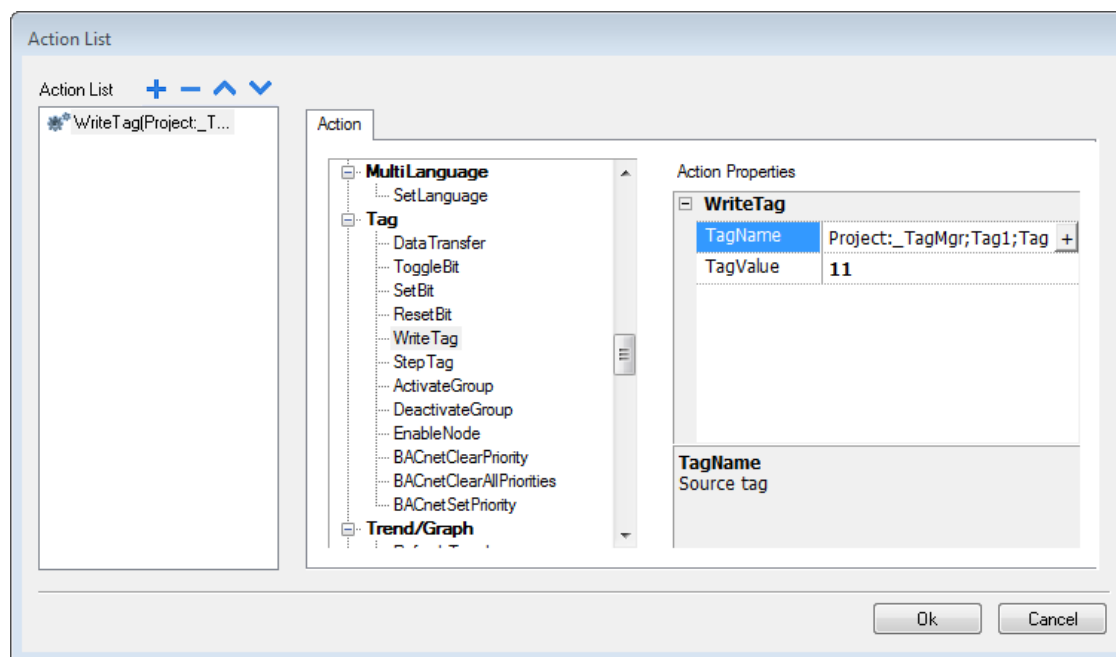 Action List
Action List
WriteTag(Project:_T...
Action
MultiLanguage
SetLanguage
Tag
DataTransfer
ToggleBit
SetBit
ResetBit
WriteTag
StepTag
ActivateGroup
DeactivateGroup
EnableNode
BACnetClearPriority
BACnetClearAllPriorities
BACnetSetPriority
Trend/Graph
Action Properties
WriteTag
TagName Project:_TagMgr;Tag1;Tag +
TagValue 11
TagName
Source tag
Ok Cancel